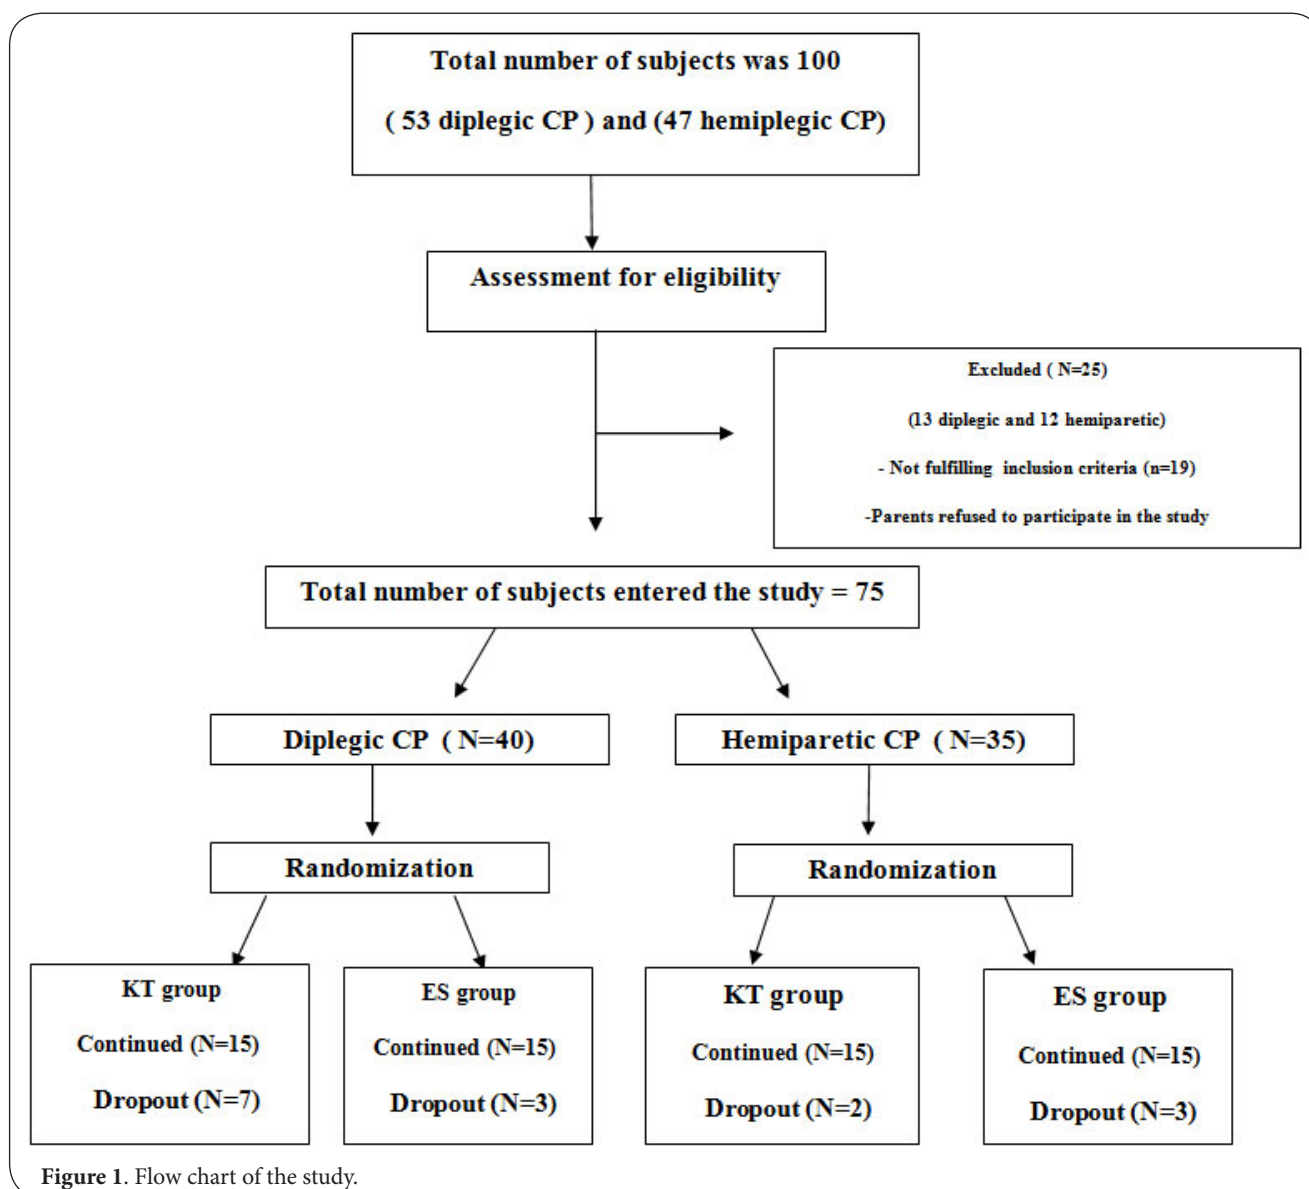 Total number of subjects was 100
( 53 diplegic CP ) and (47 hemiplegic CP)
Assessment for eligibility
Excluded ( N=25)
(13 diplegic and 12 hemiparetic)
- Not fulfilling inclusion criteria (n=19)
-Parents refused to participate in the study
Total number of subjects entered the study = 75
Diplegic CP ( N=40)
Hemiparetic CP ( N=35)
Randomization
Randomization
KT group
Continued (N=15)
Dropout (N=7)
ES group
Continued (N=15)
Dropout (N=3)
KT group
Continued (N=15)
Dropout (N=2)
ES group
Continued (N=15)
Dropout (N=3)
Figure 1. Flow chart of the study.